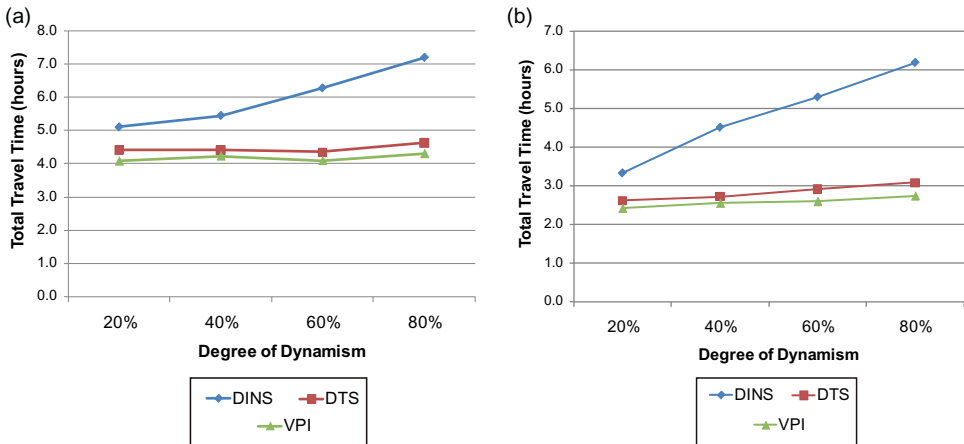 (a)
8.0
7.0
6.0
5.0
4.0
3.0
2.0
1.0
0.0
Total Travel Time (hours)
20% 40% 60% 80%
Degree of Dynamism
DINS DTS
VPI
(b)
7.0
6.0
5.0
4.0
3.0
2.0
1.0
0.0
Total Travel Time (hours)
20% 40% 60% 80%
Degree of Dynamism
DINS DTS
VPI